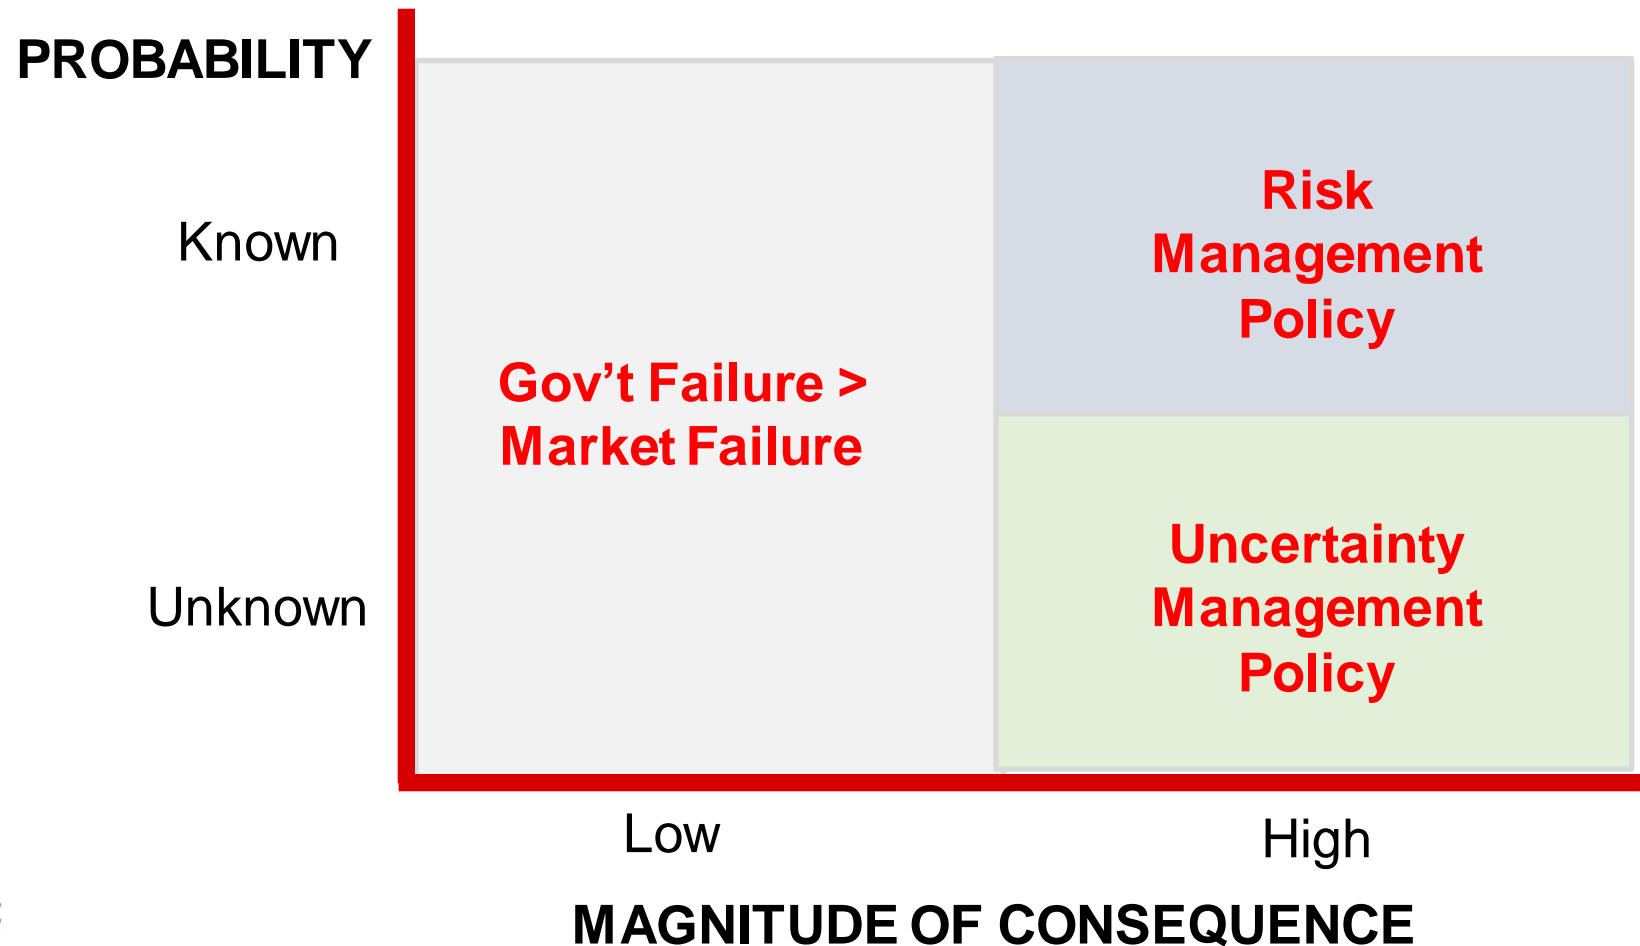 PROBABILITY
Known
Unknown
Gov’t Failure >
Market Failure
Risk
Management
Policy
Uncertainty
Management
Policy
Low
High
MAGNITUDE OF CONSEQUENCE